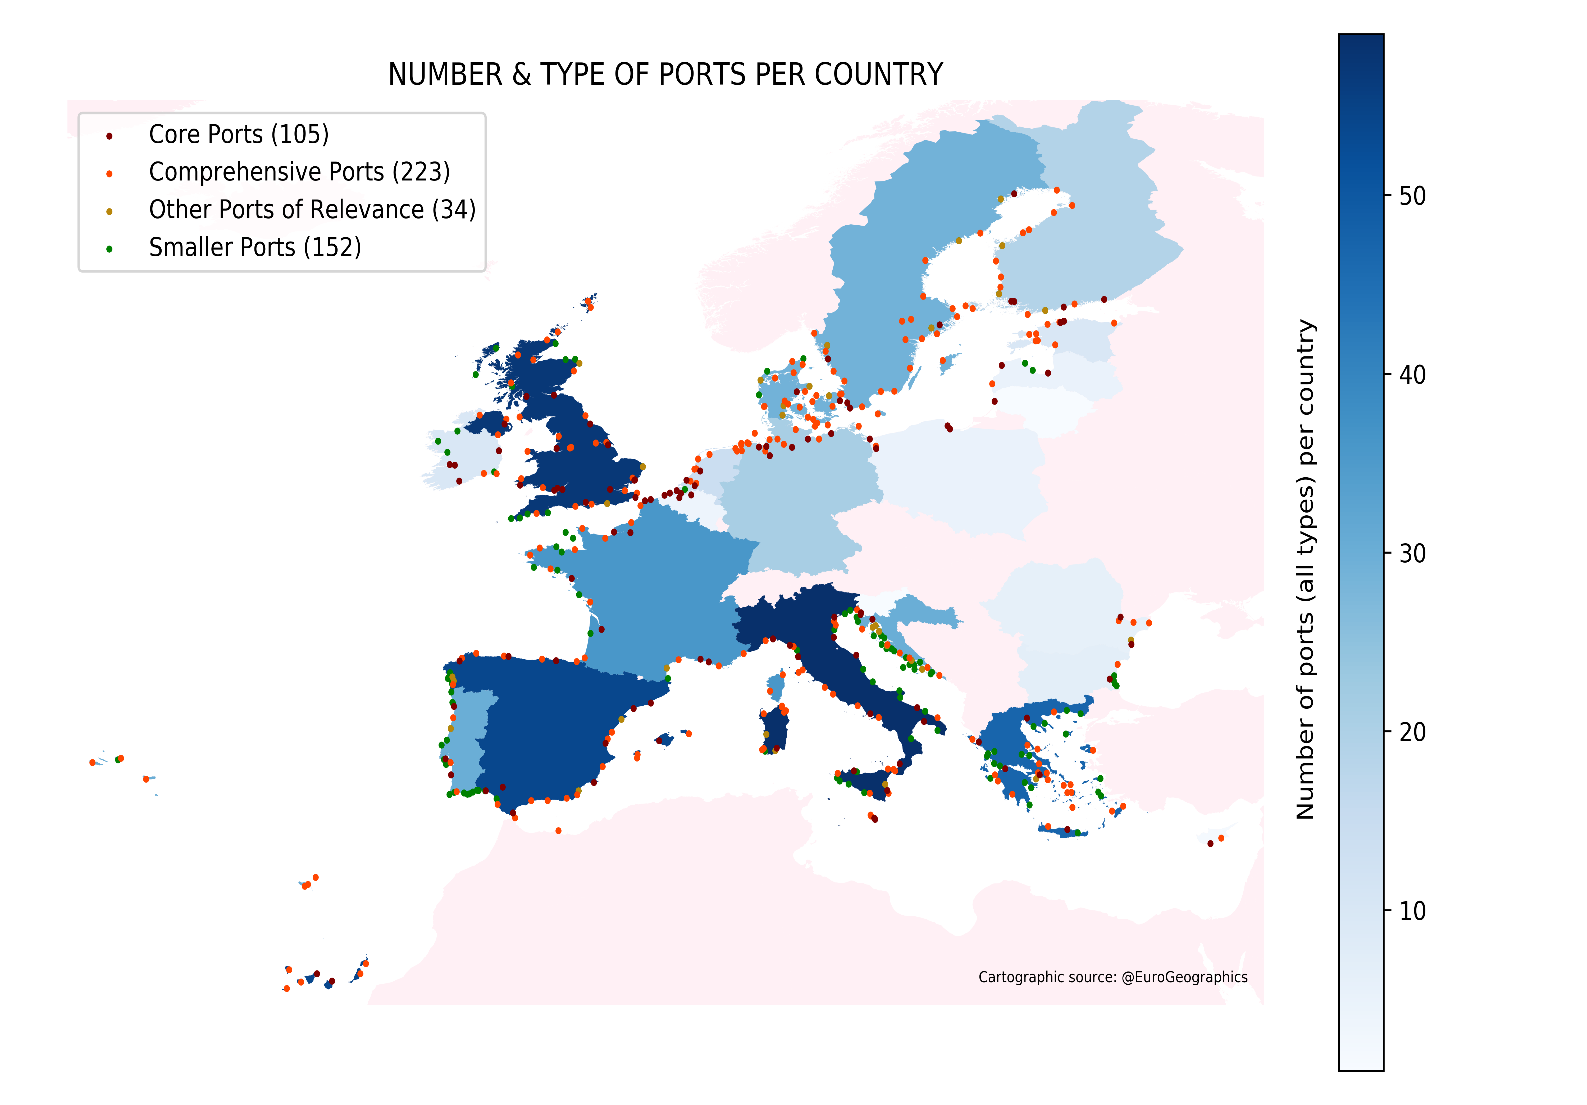 NUMBER & TYPE OF PORTS PER COUNTRY
Core Ports (105)
Comprehensive Ports (223)
Other Ports of Relevance (34)
Smaller Ports (152)
50
40
30
20
10
Number of ports (all types) per country
Cartographic source: @EuroGeographics